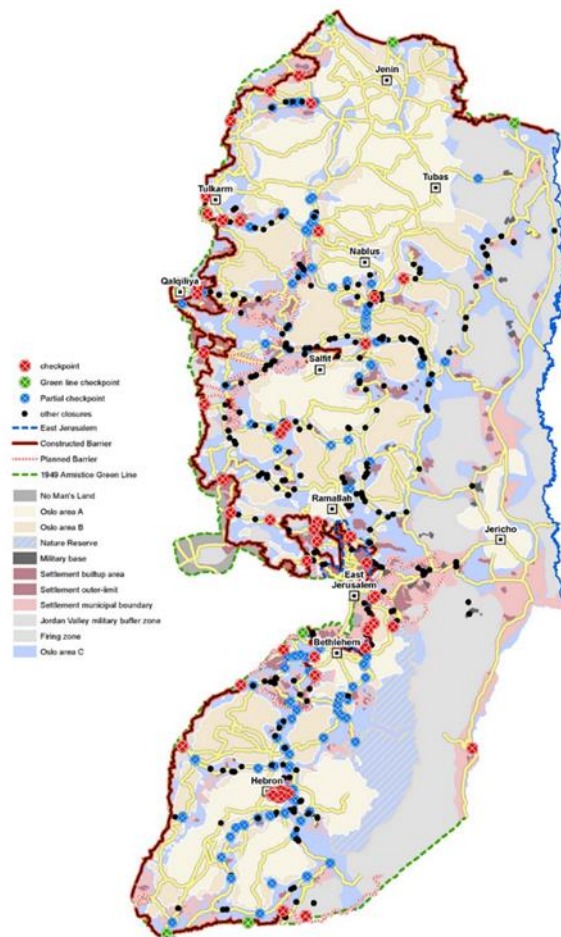 Jenin
Tubas
Tulkarm
Nablus
Qalqiliya
Salfit
Ramallah
Jericho
East
Jerusalem
Bethlehem
Hebron
checkpoint
Green line checkpoint
Partial checkpoint
other closures
East Jerusalem
Constructed Barrier
Planned Barrier
1949 Armistice Green Line
No Man's Land
Oslo area A
Oslo area B
Nature Reserve
Military base
Settlement builtup area
Settlement outer-limit
Settlement municipal boundary
Jordan Valley military buffer zone
Firing zone
Oslo area C